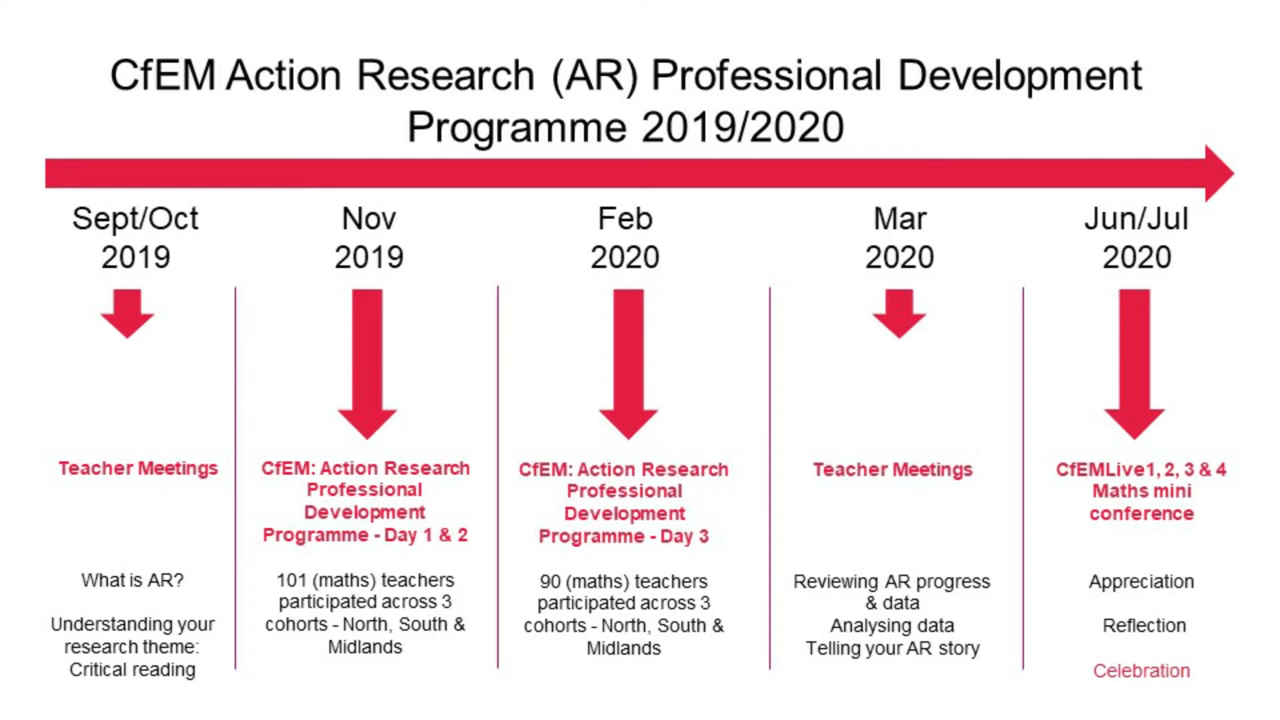 CfEM Action Research (AR) Professional Development
Programme 2019/2020
Sept/Oct
2019
Nov
2019
Feb
2020
Mar
2020
Jun/Jul
2020
Teacher Meetings
What is AR?
Understanding your
research theme:
Critical reading
CfEM: Action Research
Professional
Development
Programme - Day 1 & 2
101 (maths) teachers
participated across 3
cohorts - North, South &
Midlands
CfEM: Action Research
Professional
Development
Programme - Day 3
90 (maths) teachers
participated across 3
cohorts - North, South &
Midlands
Teacher Meetings
Reviewing AR progress
& data
Analysing data
Telling your AR story
CfEMLive1, 2, 3 & 4
Maths mini
conference
Appreciation
Reflection
Celebration